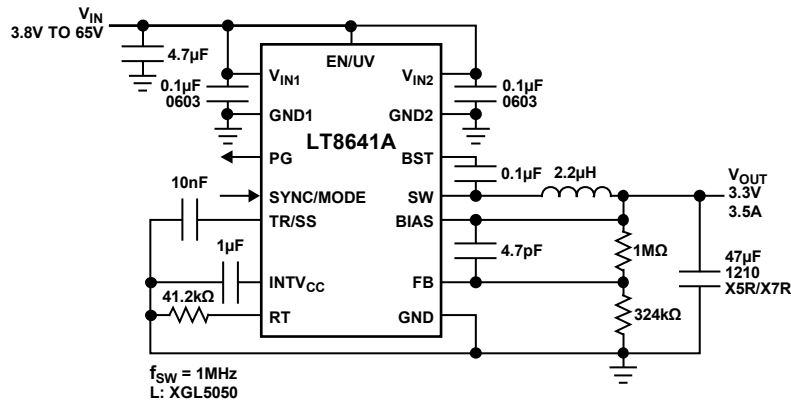 VIN
3.8V TO 65V
4.7µF
EN/UV
VIN1
VIN2
0.1µF
0603
0.1µF
0603
GND1
GND2
LT8641A
PG
BST
0.1µF
2.2µH
VOUT
3.3V
3.5A
10nF
SYNC/MODE
SW
TR/SS
BIAS
1µF
4.7pF
1MΩ
47µF
1210
X5R/X7R
INTVCC
FB
41.2kΩ
324kΩ
RT
GND
fSW = 1MHz
L: XGL5050